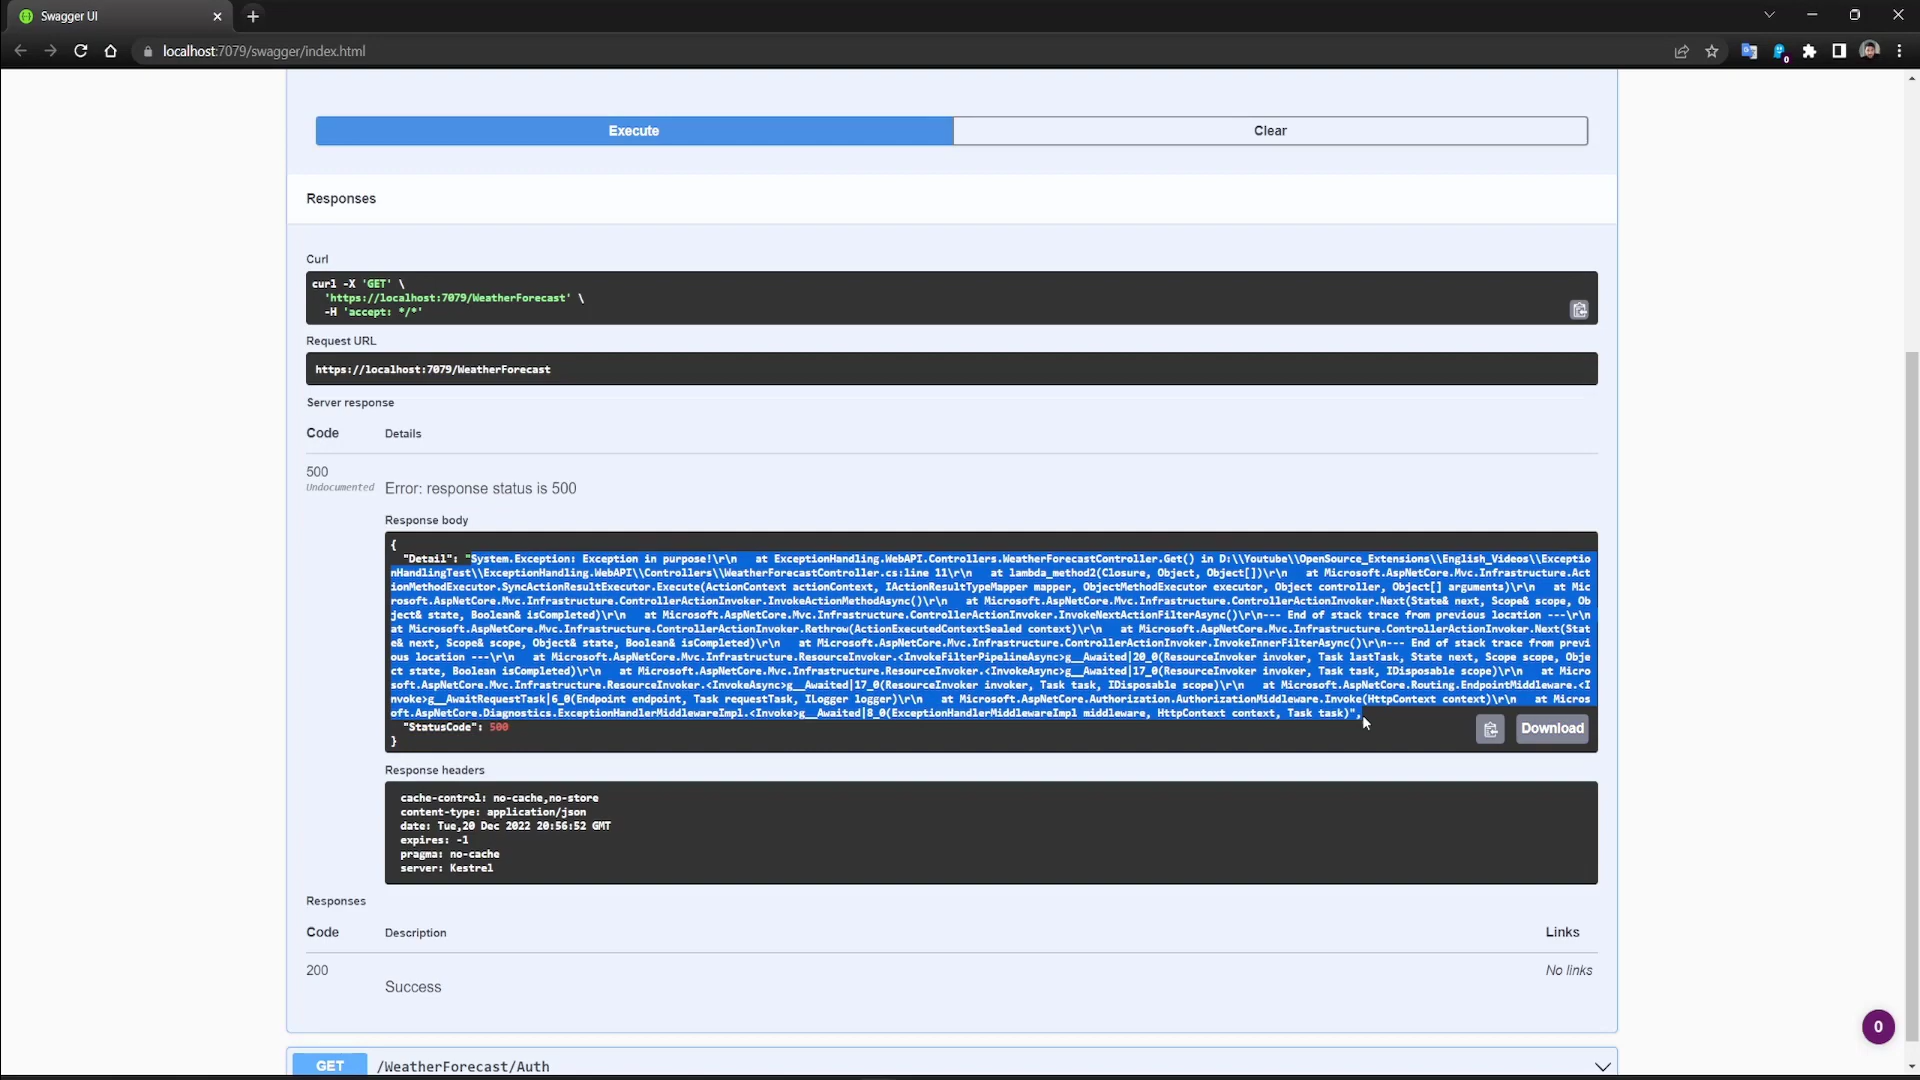 Swagger UI
localhost:7079/swagger/index.html
0
Execute
Clear
Responses
Curl
curl -X 'GET' \
'https://localhost:7079/WeatherForecast' \
-H 'accept: */*'
Request URL
https://localhost:7079/WeatherForecast
Server response
Code Details
500
Undocumented
Error: response status is 500
Response body
{
"Detail": "System.Exception: Exception in purpose!\r\n   at ExceptionHandling.WebAPI.Controllers.WeatherForecastController.Get() in D:\\Youtube\\OpenSource_Extensions\\English_Videos\\Exceptio
nHandlingTest\\ExceptionHandling.WebAPI\\Controllers\\WeatherForecastController.cs:line 11\r\n   at lambda_method2(Closure, Object, Object[])\r\n   at Microsoft.AspNetCore.Mvc.Infrastructure.Act
ionMethodExecutor.SyncActionResultExecutor.Execute(ActionContext actionContext, IActionResultTypeMapper mapper, ObjectMethodExecutor executor, Object controller, Object[] arguments)\r\n   at Mic
rosoft.AspNetCore.Mvc.Infrastructure.ControllerActionInvoker.InvokeActionMethodAsync()\r\n   at Microsoft.AspNetCore.Mvc.Infrastructure.ControllerActionInvoker.Next(State& next, Scope& scope, Ob
ject& state, Boolean& isCompleted)\r\n   at Microsoft.AspNetCore.Mvc.Infrastructure.ControllerActionInvoker.InvokeNextActionFilterAsync()\r\n--- End of stack trace from previous location ---\r\n
at Microsoft.AspNetCore.Mvc.Infrastructure.ControllerActionInvoker.Rethrow(ActionExecutedContextSealed context)\r\n   at Microsoft.AspNetCore.Mvc.Infrastructure.ControllerActionInvoker.Next(Stat
e& next, Scope& scope, Object& state, Boolean& isCompleted)\r\n   at Microsoft.AspNetCore.Mvc.Infrastructure.ControllerActionInvoker.InvokeInnerFilterAsync()\r\n--- End of stack trace from previ
ous location ---\r\n   at Microsoft.AspNetCore.Mvc.Infrastructure.ResourceInvoker.<InvokeFilterPipelineAsync>g__Awaited|20_0(ResourceInvoker invoker, Task lastTask, State next, Scope scope, Obje
ct state, Boolean isCompleted)\r\n   at Microsoft.AspNetCore.Mvc.Infrastructure.ResourceInvoker.<InvokeAsync>g__Awaited|17_0(ResourceInvoker invoker, Task task, IDisposable scope)\r\n   at Micro
soft.AspNetCore.Mvc.Infrastructure.ResourceInvoker.<InvokeAsync>g__Awaited|17_0(ResourceInvoker invoker, Task task, IDisposable scope)\r\n   at Microsoft.AspNetCore.Routing.EndpointMiddleware.<I
nvoke>g__AwaitRequestTask|6_0(Endpoint endpoint, Task requestTask, ILogger logger)\r\n   at Microsoft.AspNetCore.Authorization.AuthorizationMiddleware.Invoke(HttpContext context)\r\n   at Micros
oft.AspNetCore.Diagnostics.ExceptionHandlerMiddlewareImpl.<Invoke>g__Awaited|8_0(ExceptionHandlerMiddlewareImpl middleware, HttpContext context, Task task)",
"StatusCode": 500
}
Download
Response headers
cache-control: no-cache,no-store
content-type: application/json
date: Tue,20 Dec 2022 20:56:52 GMT
expires: -1
pragma: no-cache
server: Kestrel
Responses
Code Description Links
200 No links
Success
0
GET /WeatherForecast/Auth